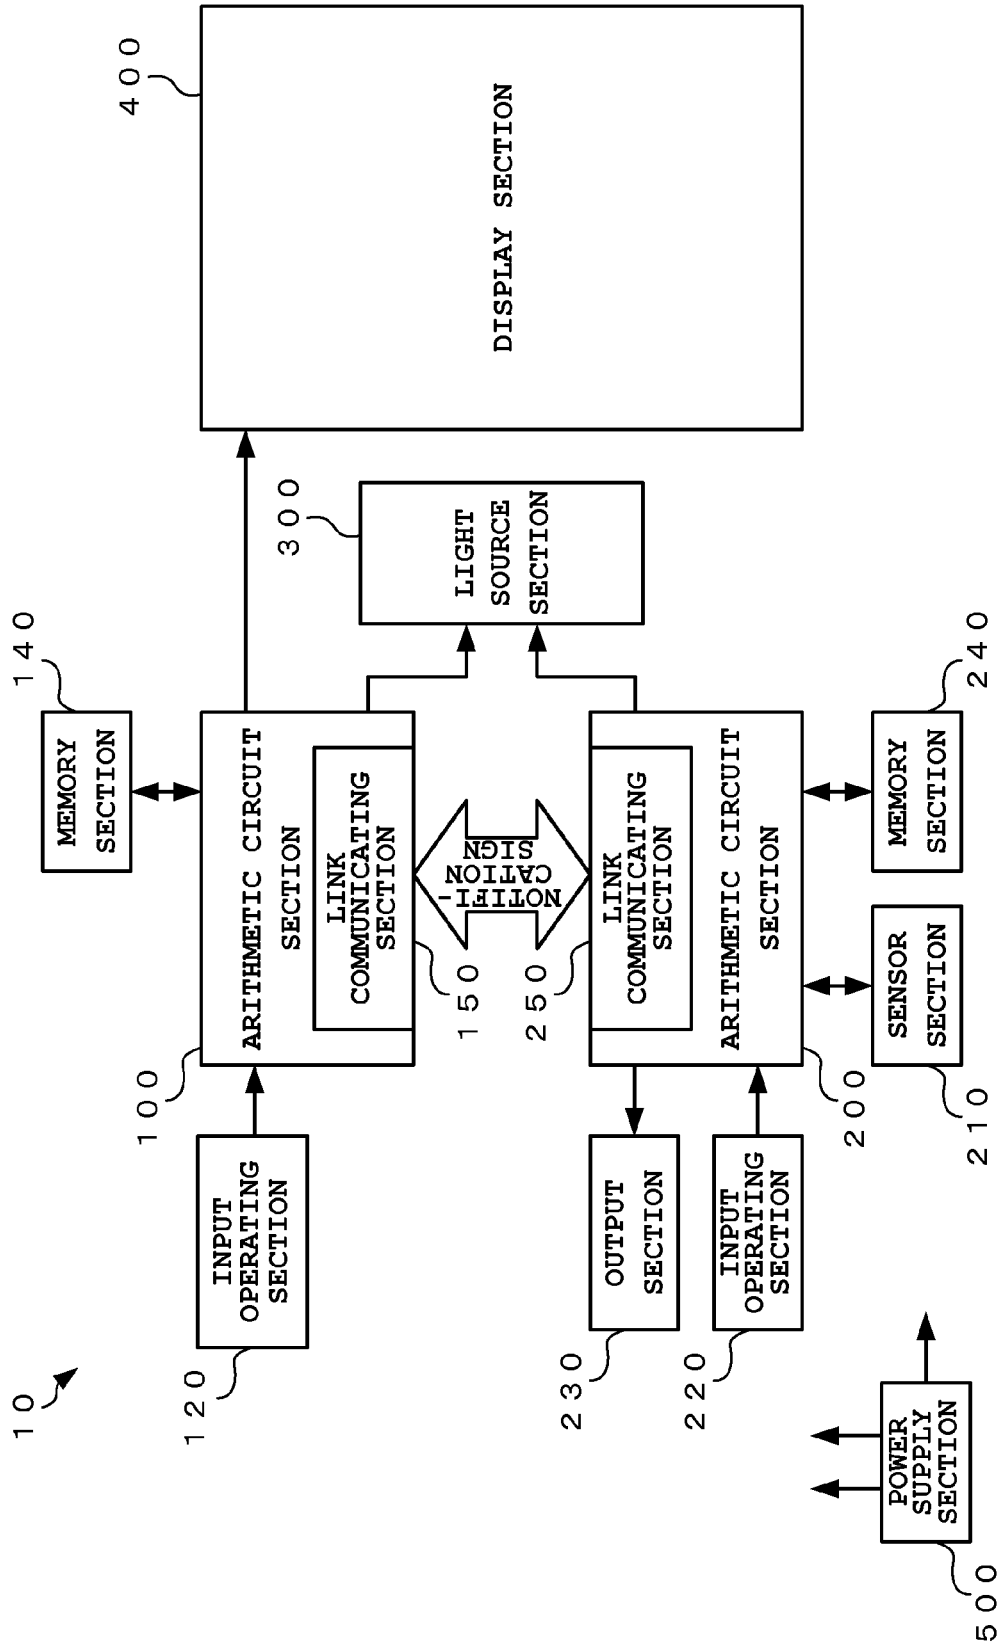 10
120
INPUT
OPERATING
SECTION
100
ARITHMETIC CIRCUIT
SECTION
LINK
COMMUNICATING
SECTION
150
140
MEMORY
SECTION
400
DISPLAY SECTION
300
LIGHT
SOURCE
SECTION
NOTIFI-
CATION
SIGN
250
LINK
COMMUNICATING
SECTION
ARITHMETIC CIRCUIT
SECTION
200
230
OUTPUT
SECTION
220
INPUT
OPERATING
SECTION
210
SENSOR
SECTION
240
MEMORY
SECTION
500
POWER
SUPPLY
SECTION